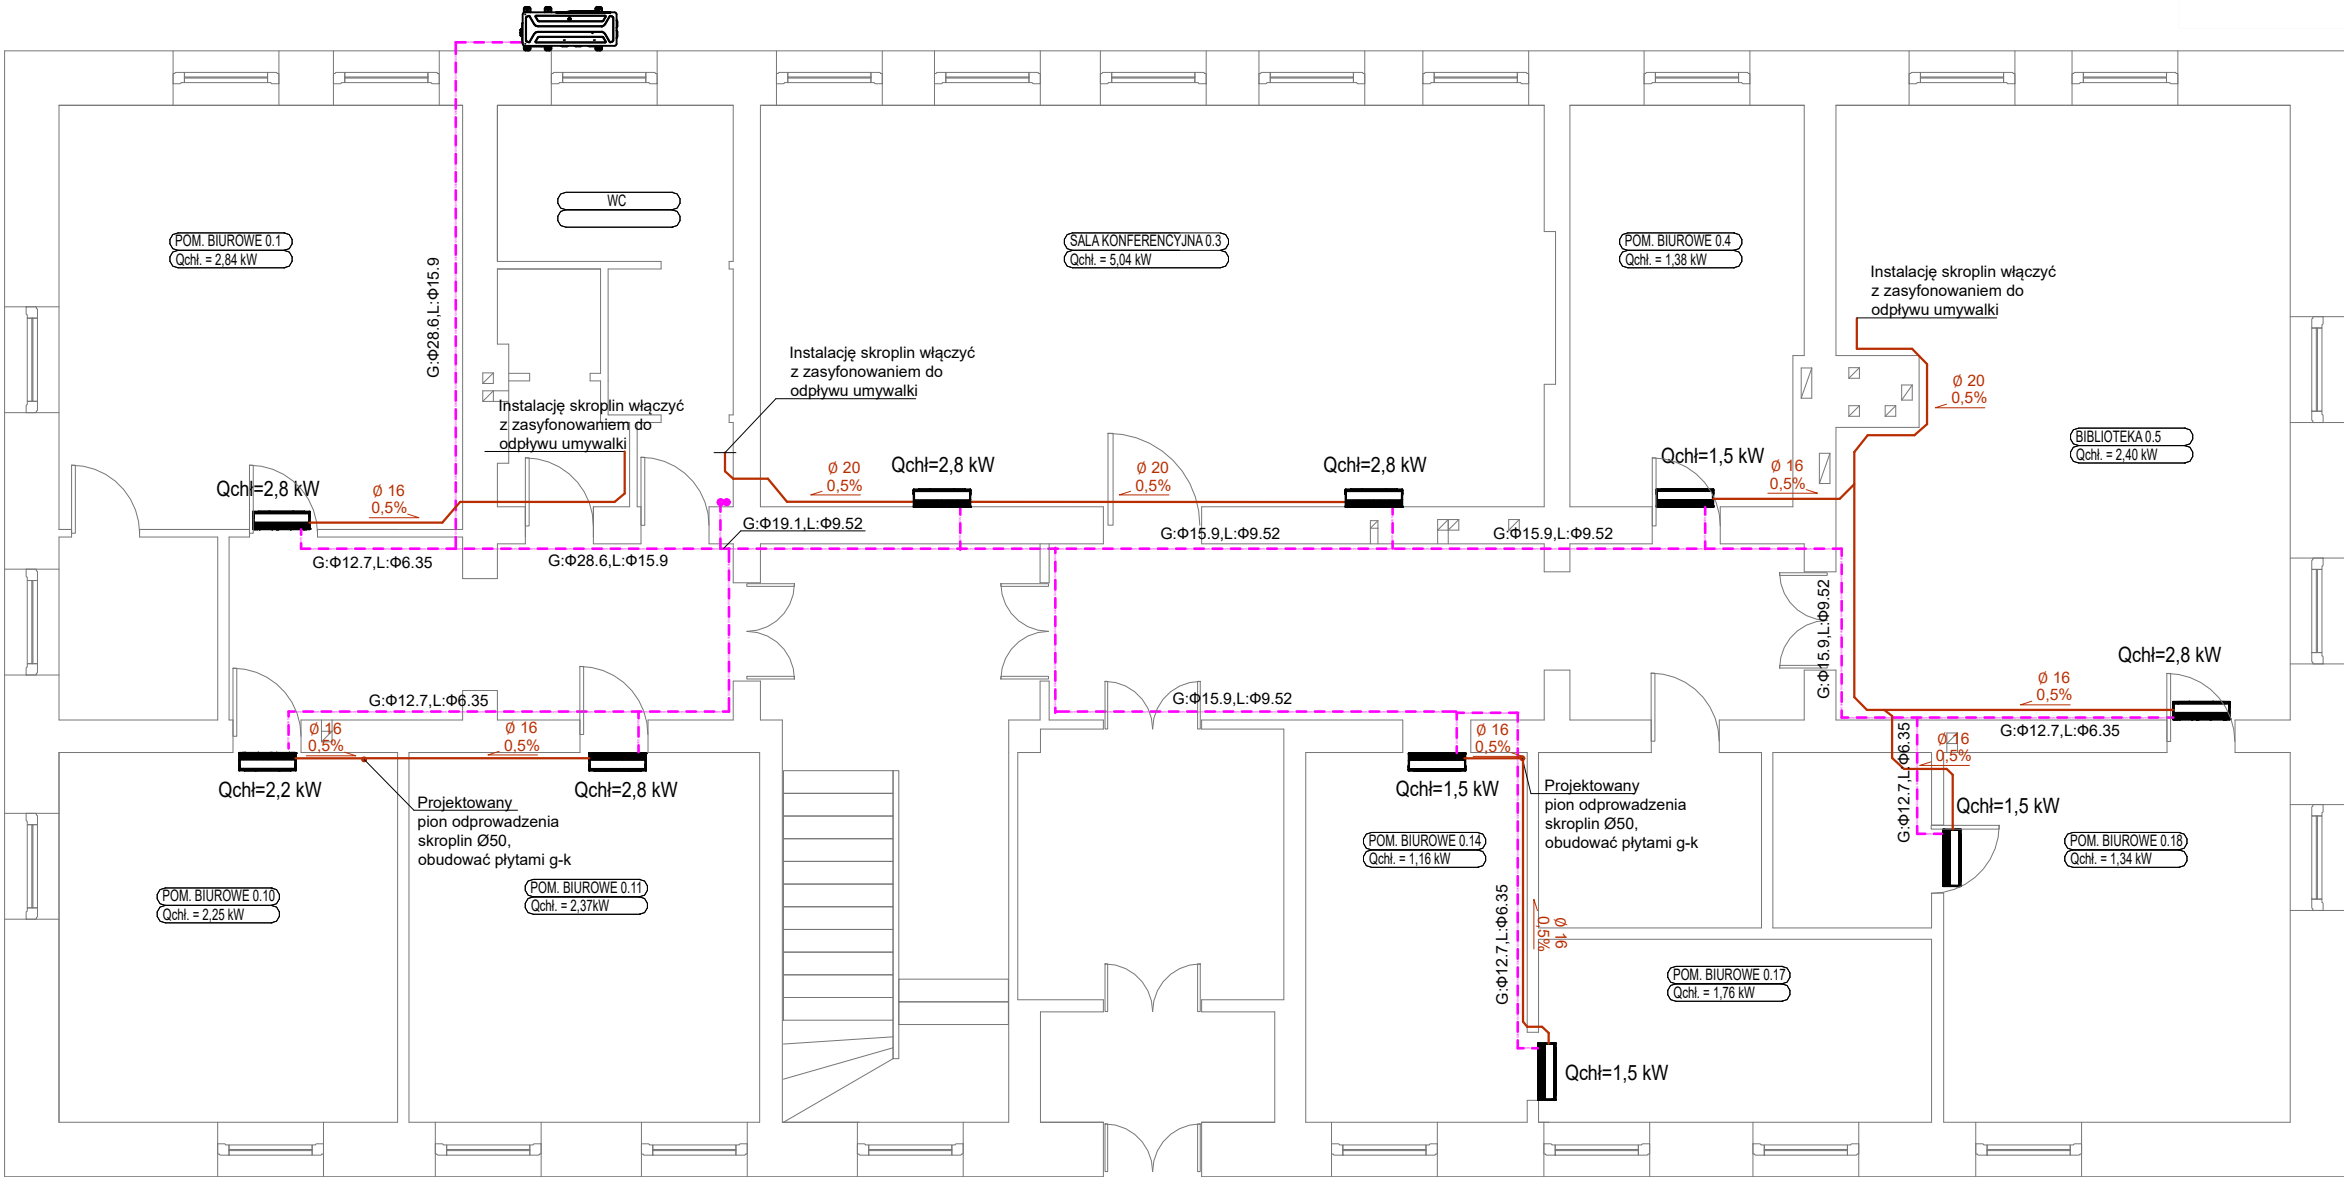 WC
POM. BIUROWE 0.1
Qchł. = 2,84 kW
SALA KONFERENCYJNA 0.3
Qchł. = 5,04 kW
POM. BIUROWE 0.4
Qchł. = 1,38 kW
G:Φ28.6,L:Φ15.9
Instalację skroplin włączyć
z zasyfonowaniem do
odpływu umywalki
Instalację skroplin włączyć
z zasyfonowaniem do
odpływu umywalki
Instalację skroplin włączyć
z zasyfonowaniem do
odpływu umywalki
Ø 20
0,5%
BIBLIOTEKA 0.5
Qchł. = 2,40 kW
Qchł=2,8 kW
Ø 16
0,5%
Ø 20
0,5%
Qchł=2,8 kW
Ø 20
0,5%
Qchł=2,8 kW
Qchł=1,5 kW
Ø 16
0,5%
G:Φ12.7,L:Φ6.35
G:Φ28.6,L:Φ15.9
G:Φ19.1,L:Φ9.52
G:Φ15.9,L:Φ9.52
G:Φ15.9,L:Φ9.52
G:Φ15.9,L:Φ9.52
Qchł=2,8 kW
Ø 16
0,5%
G:Φ12.7,L:Φ6.35
G:Φ12.7,L:Φ6.35
G:Φ15.9,L:Φ9.52
Ø 16
0,5%
Ø 16
0,5%
Ø 16
0,5%
Ø 16
0,5%
G:Φ12.7,L:Φ6.35
Qchł=2,2 kW
Qchł=2,8 kW
Qchł=1,5 kW
Qchł=1,5 kW
Projektowany
pion odprowadzenia
skroplin Ø50,
obudować płytami g-k
Projektowany
pion odprowadzenia
skroplin Ø50,
obudować płytami g-k
POM. BIUROWE 0.10
Qchł. = 2,25 kW
POM. BIUROWE 0.11
Qchł. = 2,37kW
POM. BIUROWE 0.14
Qchł. = 1,16 kW
POM. BIUROWE 0.18
Qchł. = 1,34 kW
G:Φ12.7,L:Φ6.35
Ø 16
0,5%
POM. BIUROWE 0.17
Qchł. = 1,76 kW
Qchł=1,5 kW